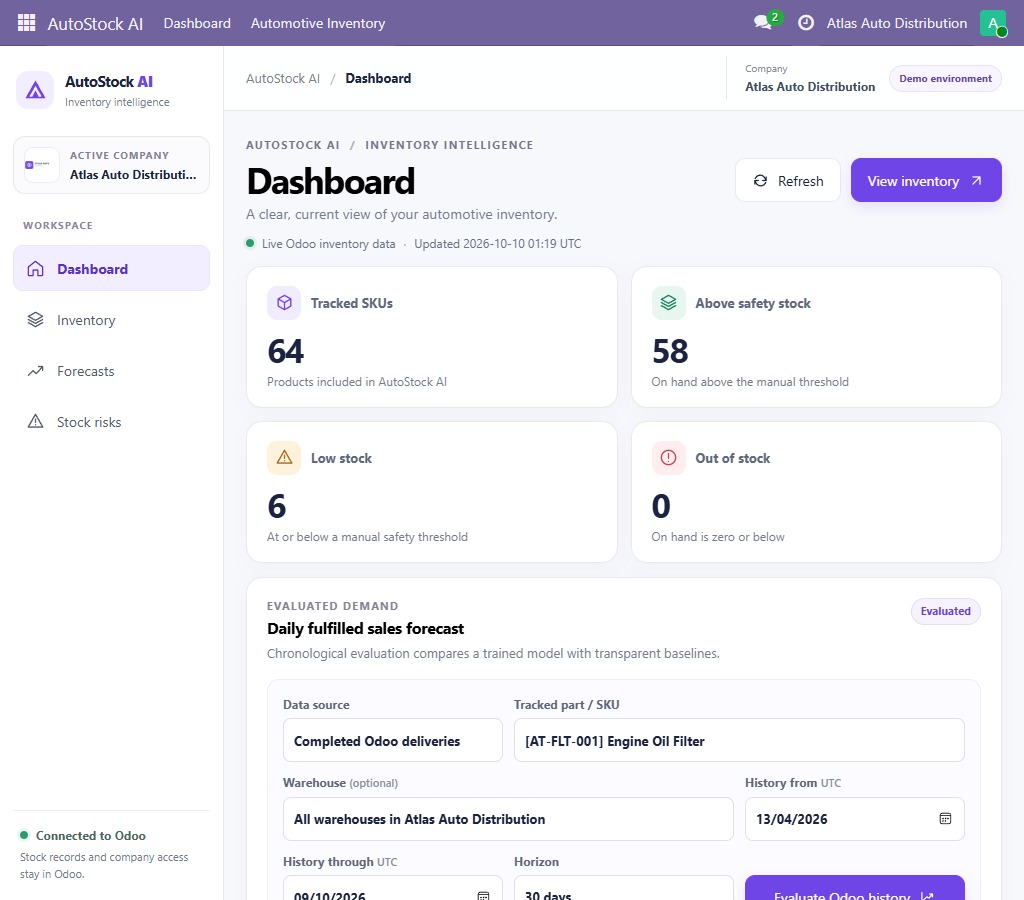 AutoStock AI Dashboard Automotive Inventory 2 Atlas Auto Distribution A
AutoStock AI
Inventory intelligence
AutoStock AI / Dashboard
Company
Atlas Auto Distribution
Demo environment
ACTIVE COMPANY
Atlas Auto Distributi...
WORKSPACE
Dashboard
Inventory
Forecasts
Stock risks
Connected to Odoo
Stock records and company access
stay in Odoo.
AUTOSTOCK AI / INVENTORY INTELLIGENCE
Dashboard
A clear, current view of your automotive inventory.
Live Odoo inventory data · Updated 2026-10-10 01:19 UTC
Refresh
View inventory
Tracked SKUs
64
Products included in AutoStock AI
Above safety stock
58
On hand above the manual threshold
Low stock
6
At or below a manual safety threshold
Out of stock
0
On hand is zero or below
EVALUATED DEMAND
Daily fulfilled sales forecast
Chronological evaluation compares a trained model with transparent baselines.
Evaluated
Data source
Completed Odoo deliveries
Tracked part / SKU
[AT-FLT-001] Engine Oil Filter
Warehouse (optional)
All warehouses in Atlas Auto Distribution
History from UTC
13/04/2026
History through UTC
09/10/2026
Horizon
30 days
Evaluate Odoo history